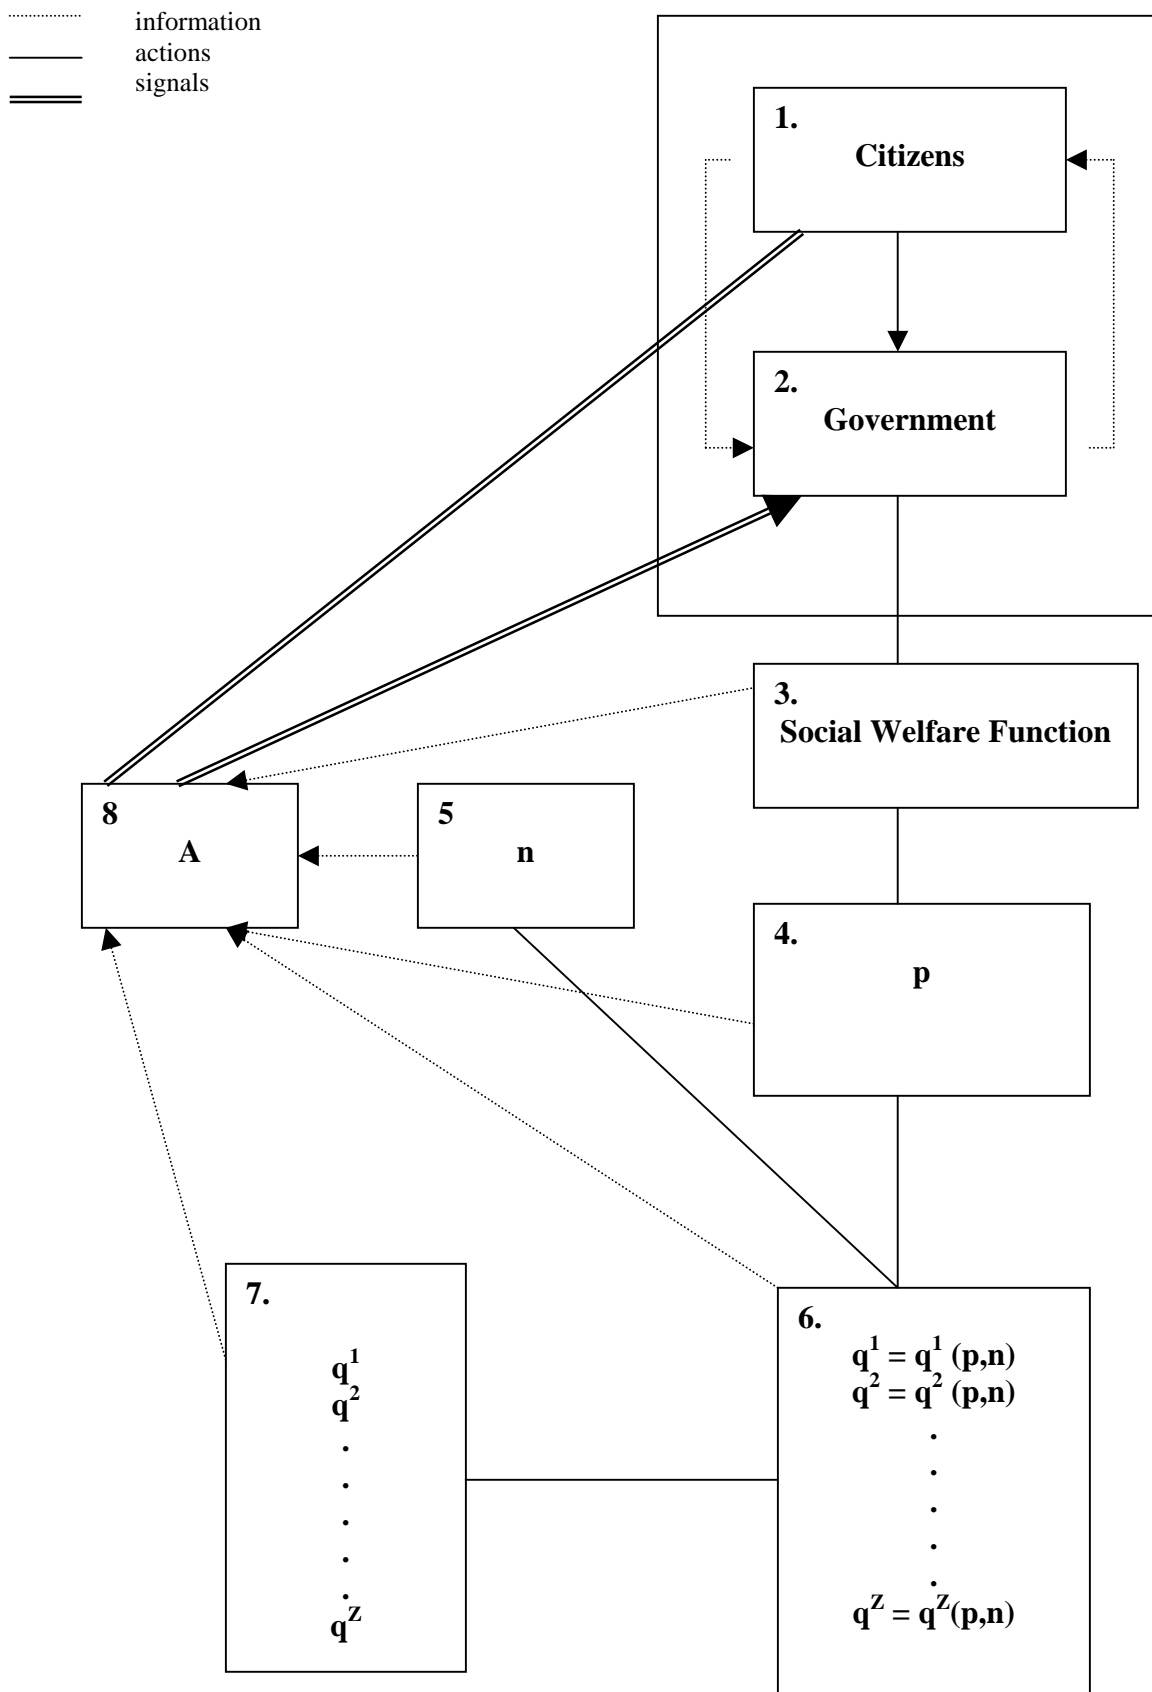 information
actions
signals
1.
Citizens
2.
Government
3.
Social Welfare Function
8
A
5
n
4.
p
7.
q¹
q²
.
.
.
.
.
qᶻ
6.
q¹ = q¹ (p,n)
q² = q² (p,n)
.
.
.
.
.
qᶻ = qᶻ(p,n)